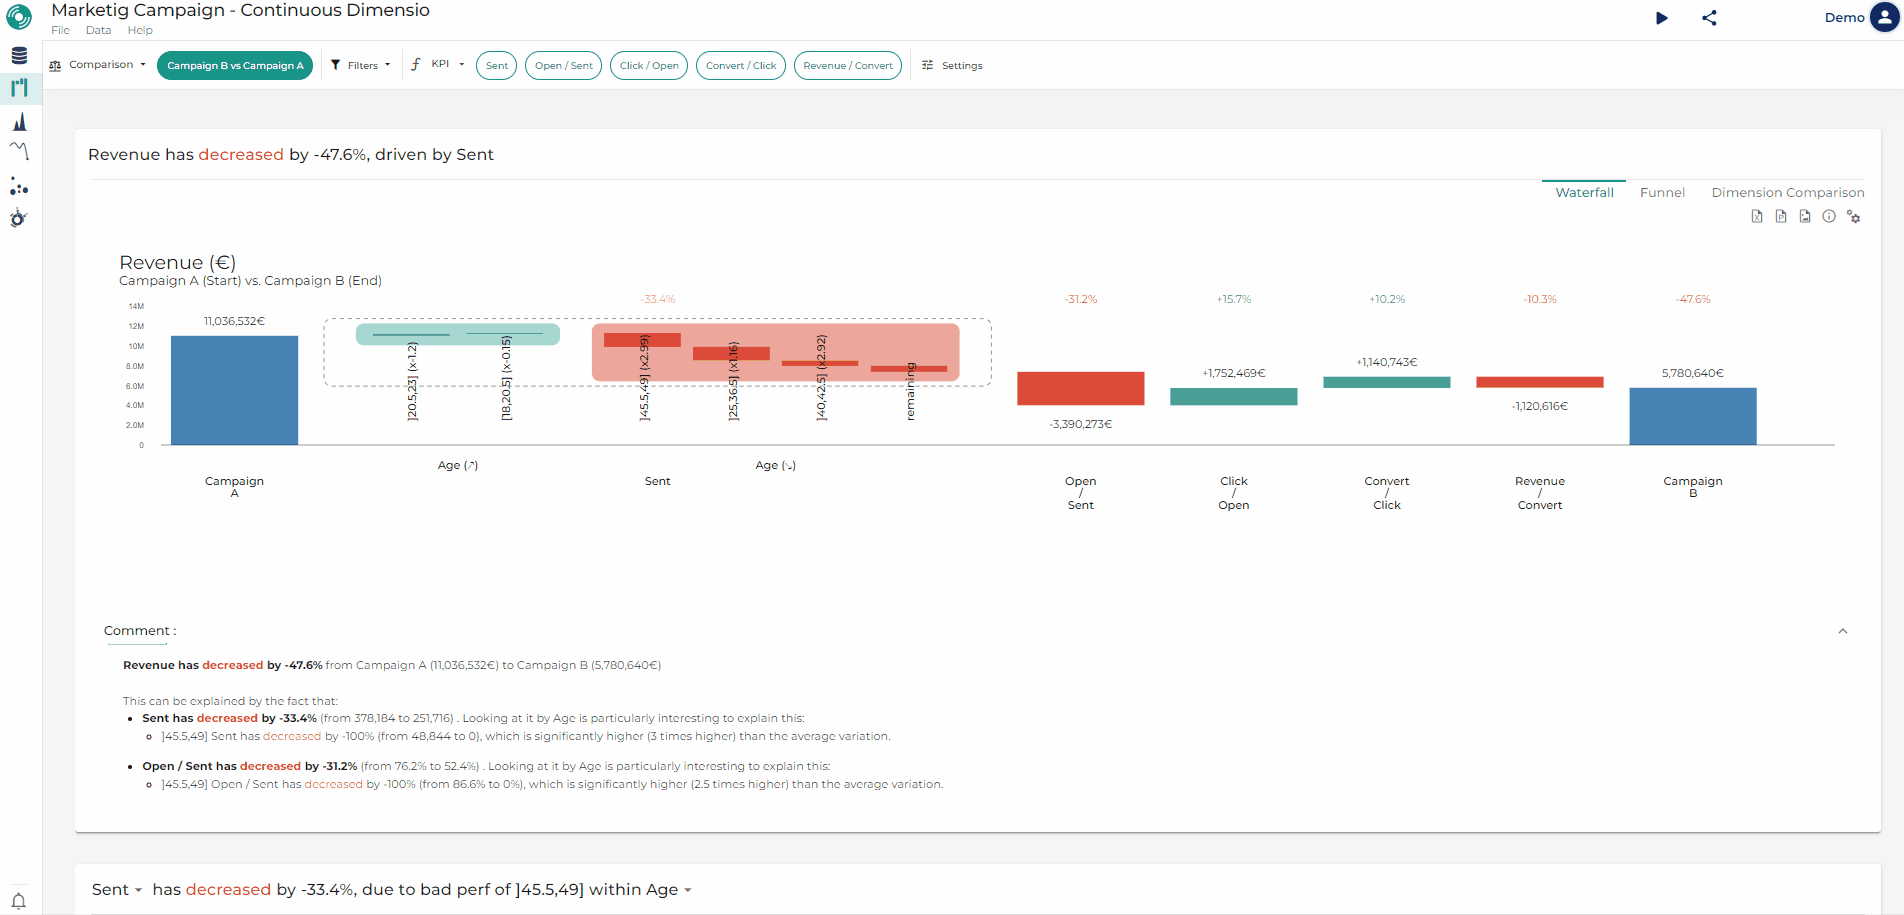 Marketig Campaign - Continuous Dimensio
File Data Help
Demo
Comparison
Campaign B vs Campaign A
Filters
KPI
Sent
Open / Sent
Click / Open
Convert / Click
Revenue / Convert
Settings
Revenue has decreased by -47.6%, driven by Sent
Waterfall Funnel Dimension Comparison
Revenue (€)
Campaign A (Start) vs. Campaign B (End)
-33.4% -31.2% +15.7% +10.2% -10.3% -47.6%
14M
12M
10M
8.0M
6.0M
4.0M
2.0M
0
11,036,532€
]20.5,23] (x-1.2)
[18,20.5] (x-0.15)
]45.5,49] (x2.99)
]25,36.5] (x1.16)
]40,42.5] (x2.92)
remaining
-3,390,273€
+1,752,469€
+1,140,743€
-1,120,616€
5,780,640€
Age (↗) Age (↘)
Campaign
A
Sent
Open
/
Sent
Click
/
Open
Convert
/
Click
Revenue
/
Convert
Campaign
B
Comment :
Revenue has decreased by -47.6% from Campaign A (11,036,532€) to Campaign B (5,780,640€)
This can be explained by the fact that:
Sent has decreased by -33.4% (from 378,184 to 251,716) . Looking at it by Age is particularly interesting to explain this:
]45.5,49] Sent has decreased by -100% (from 48,844 to 0), which is significantly higher (3 times higher) than the average variation.
Open / Sent has decreased by -31.2% (from 76.2% to 52.4%) . Looking at it by Age is particularly interesting to explain this:
]45.5,49] Open / Sent has decreased by -100% (from 86.6% to 0%), which is significantly higher (2.5 times higher) than the average variation.
Sent has decreased by -33.4%, due to bad perf of ]45.5,49] within Age